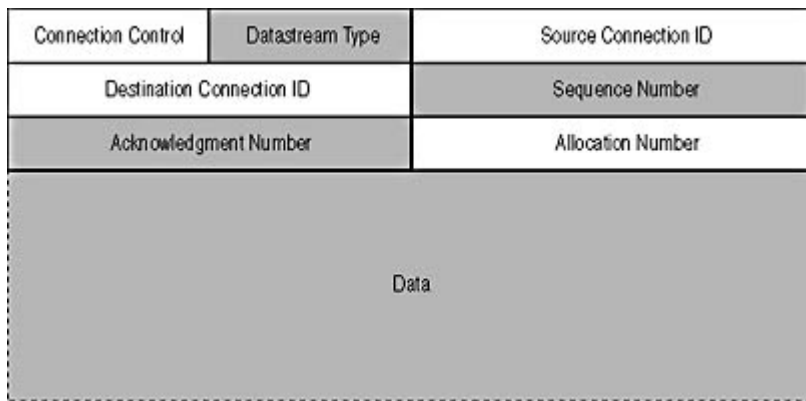 Connection Control
Datastream Type
Source Connection ID
Destination Connection ID
Sequence Number
Acknowledgment Number
Allocation Number
Data